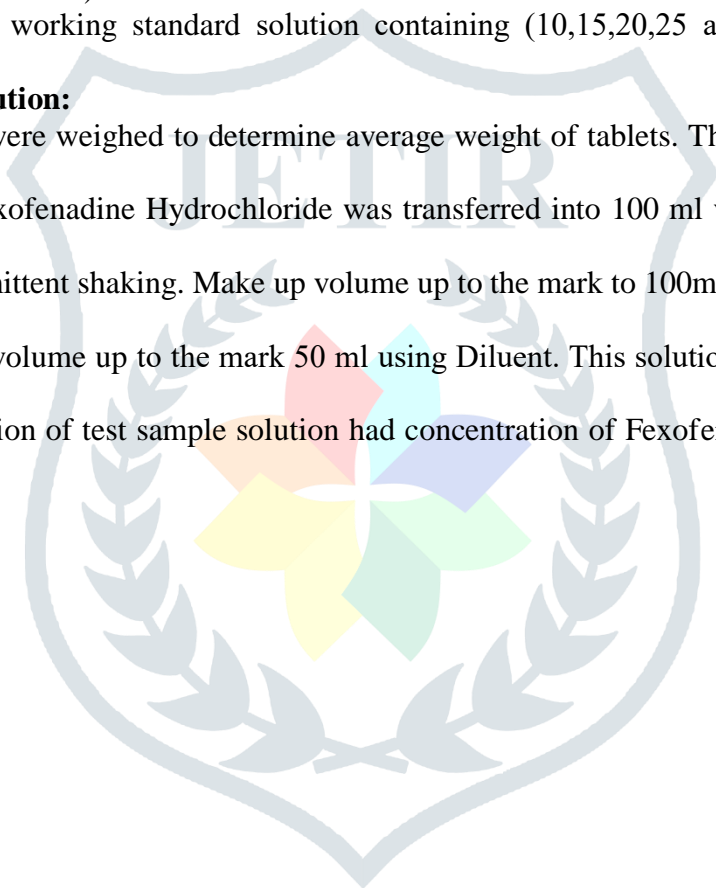 working standard solution containing (10,15,20,25 a
ution:
were weighed to determine average weight of tablets. Th
xofenadine Hydrochloride was transferred into 100 ml
nittent shaking. Make up volume up to the mark to 100m
volume up to the mark 50 ml using Diluent. This solutio
ion of test sample solution had concentration of Fexofe
JETIR